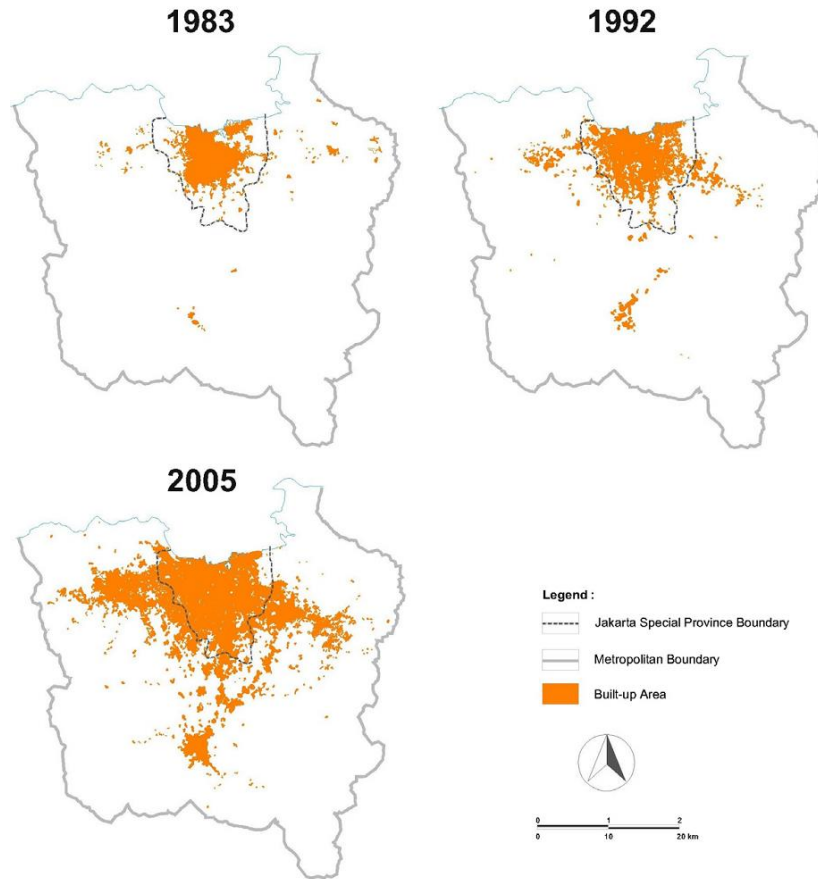 1983
1992
2005
Legend :
Jakarta Special Province Boundary
Metropolitan Boundary
Built-up Area
0 1 2
0 10 20 km